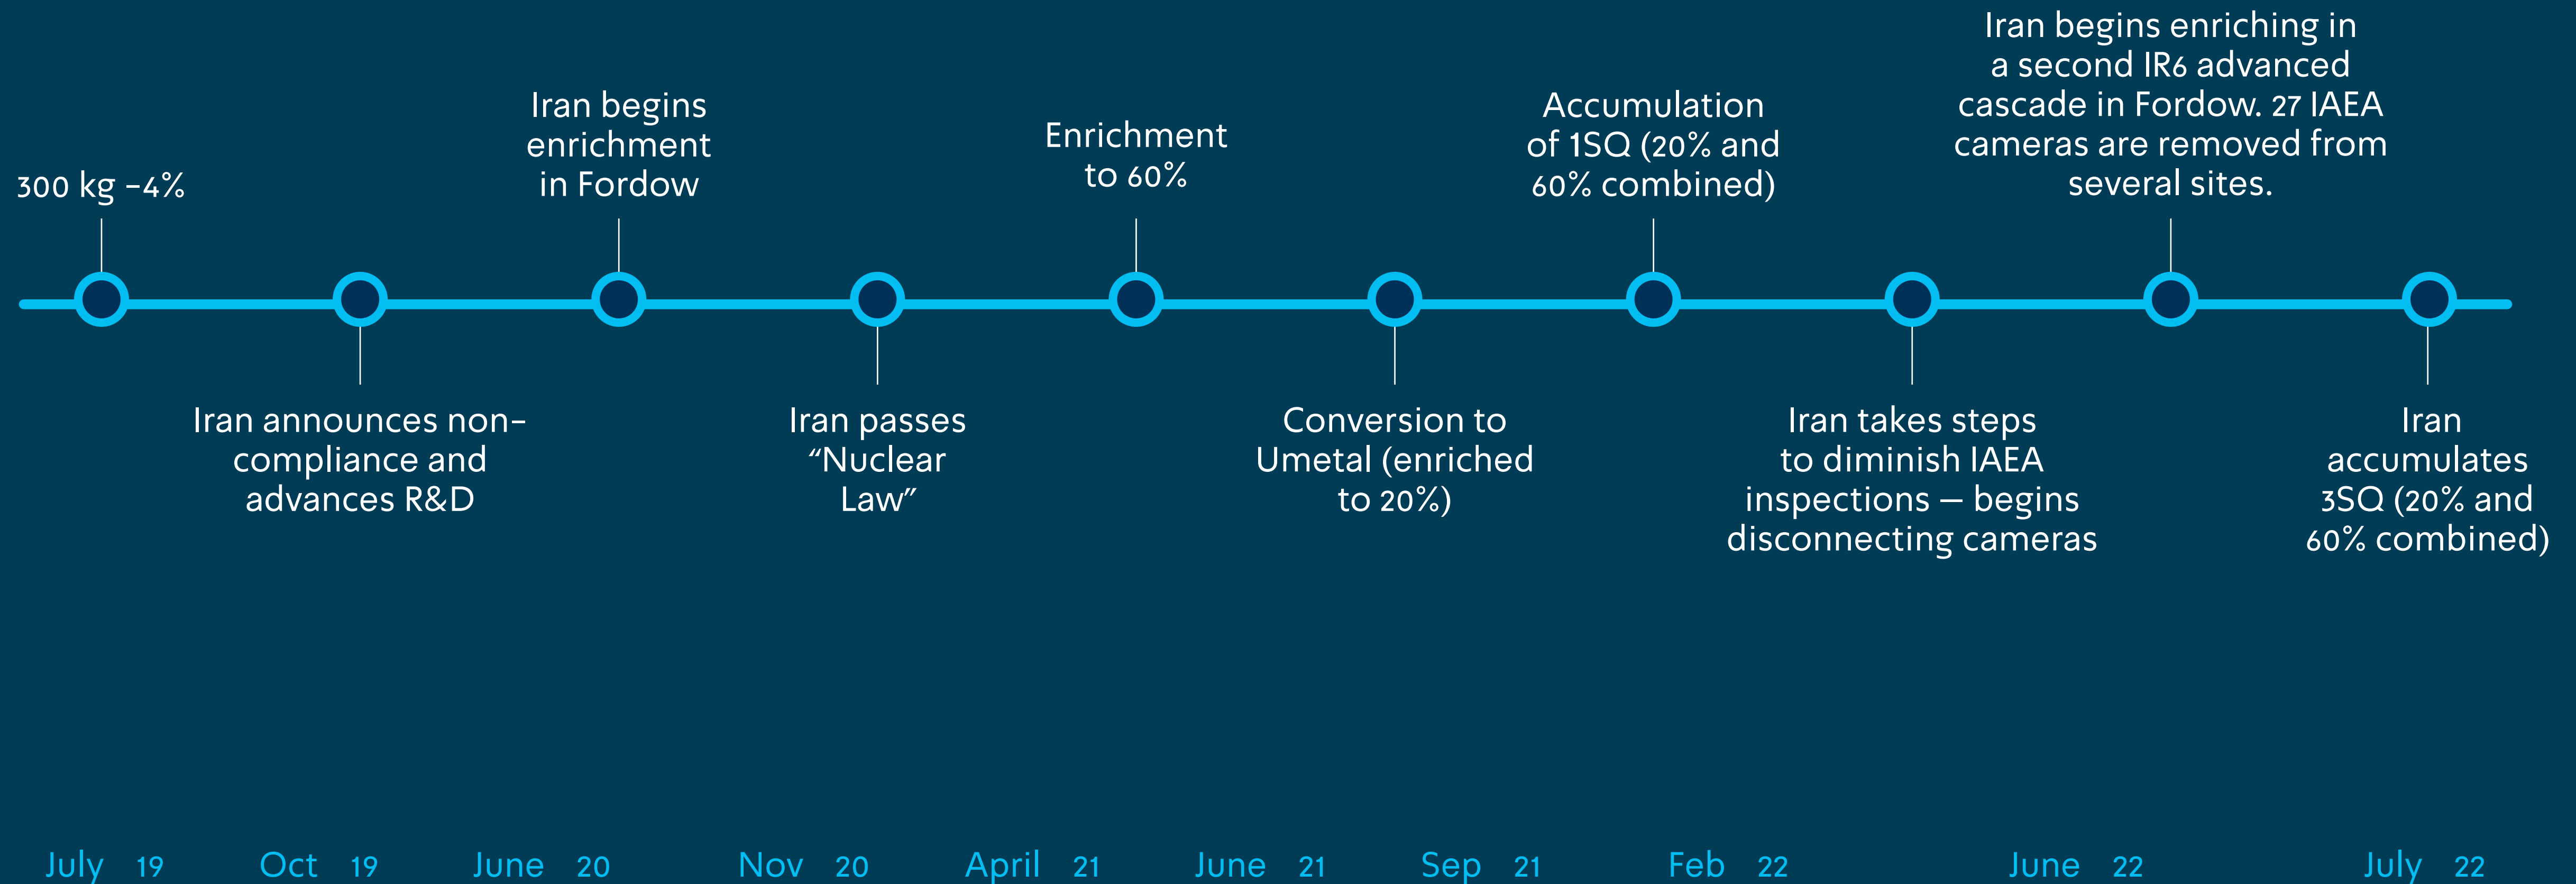 300 kg –4%
Iran announces non-
compliance and
advances R&D
Iran begins
enrichment
in Fordow
Iran passes
“Nuclear
Law”
Enrichment
to 60%
Conversion to
Umetal (enriched
to 20%)
Accumulation
of 1SQ (20% and
60% combined)
Iran takes steps
to diminish IAEA
inspections — begins
disconnecting cameras
Iran begins enriching in
a second IR6 advanced
cascade in Fordow. 27 IAEA
cameras are removed from
several sites.
Iran
accumulates
3SQ (20% and
60% combined)
July 19
Oct 19
June 20
Nov 20
April 21
June 21
Sep 21
Feb 22
June 22
July 22